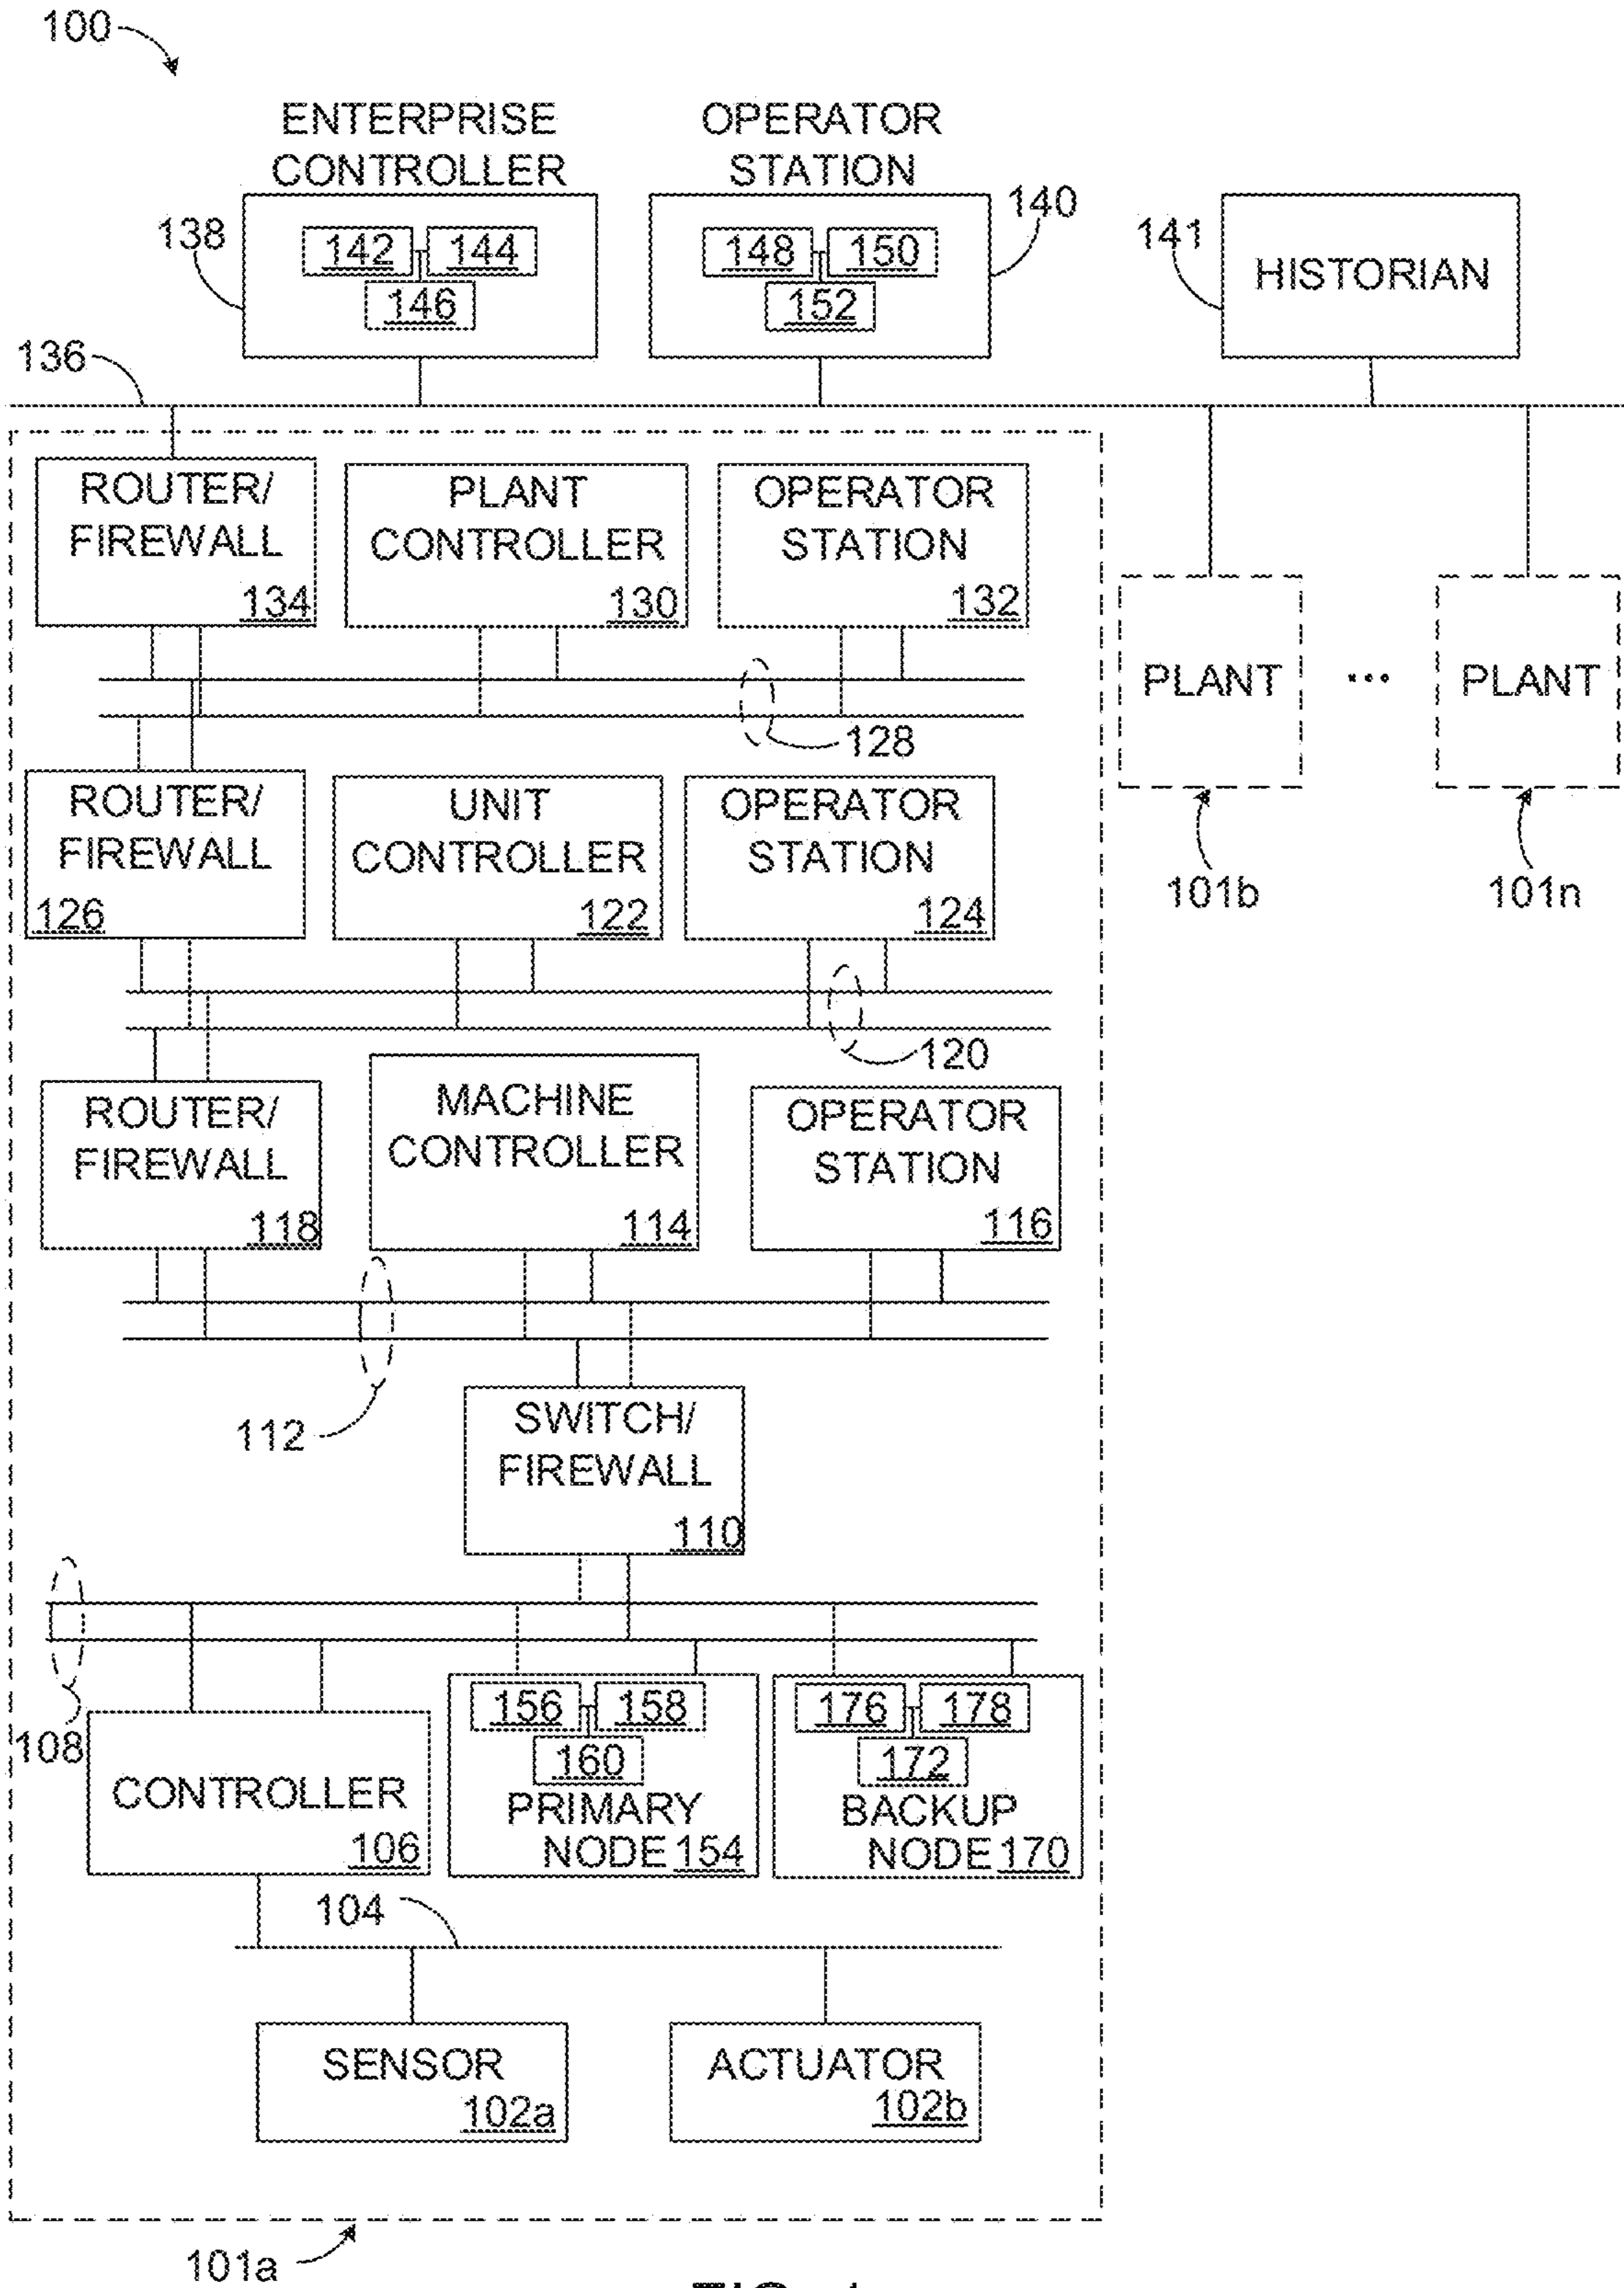 100
ENTERPRISE
CONTROLLER
OPERATOR
STATION
138
142
144
146
148
150
152
140
141
HISTORIAN
136
ROUTER/
FIREWALL
134
PLANT
CONTROLLER
130
OPERATOR
STATION
132
128
PLANT
...
PLANT
101b
101n
ROUTER/
FIREWALL
126
UNIT
CONTROLLER
122
OPERATOR
STATION
124
120
ROUTER/
FIREWALL
118
MACHINE
CONTROLLER
114
OPERATOR
STATION
116
112
SWITCH/
FIREWALL
110
108
CONTROLLER
106
156
158
160
PRIMARY
NODE 154
176
178
172
BACKUP
NODE 170
104
SENSOR
102a
ACTUATOR
102b
101a